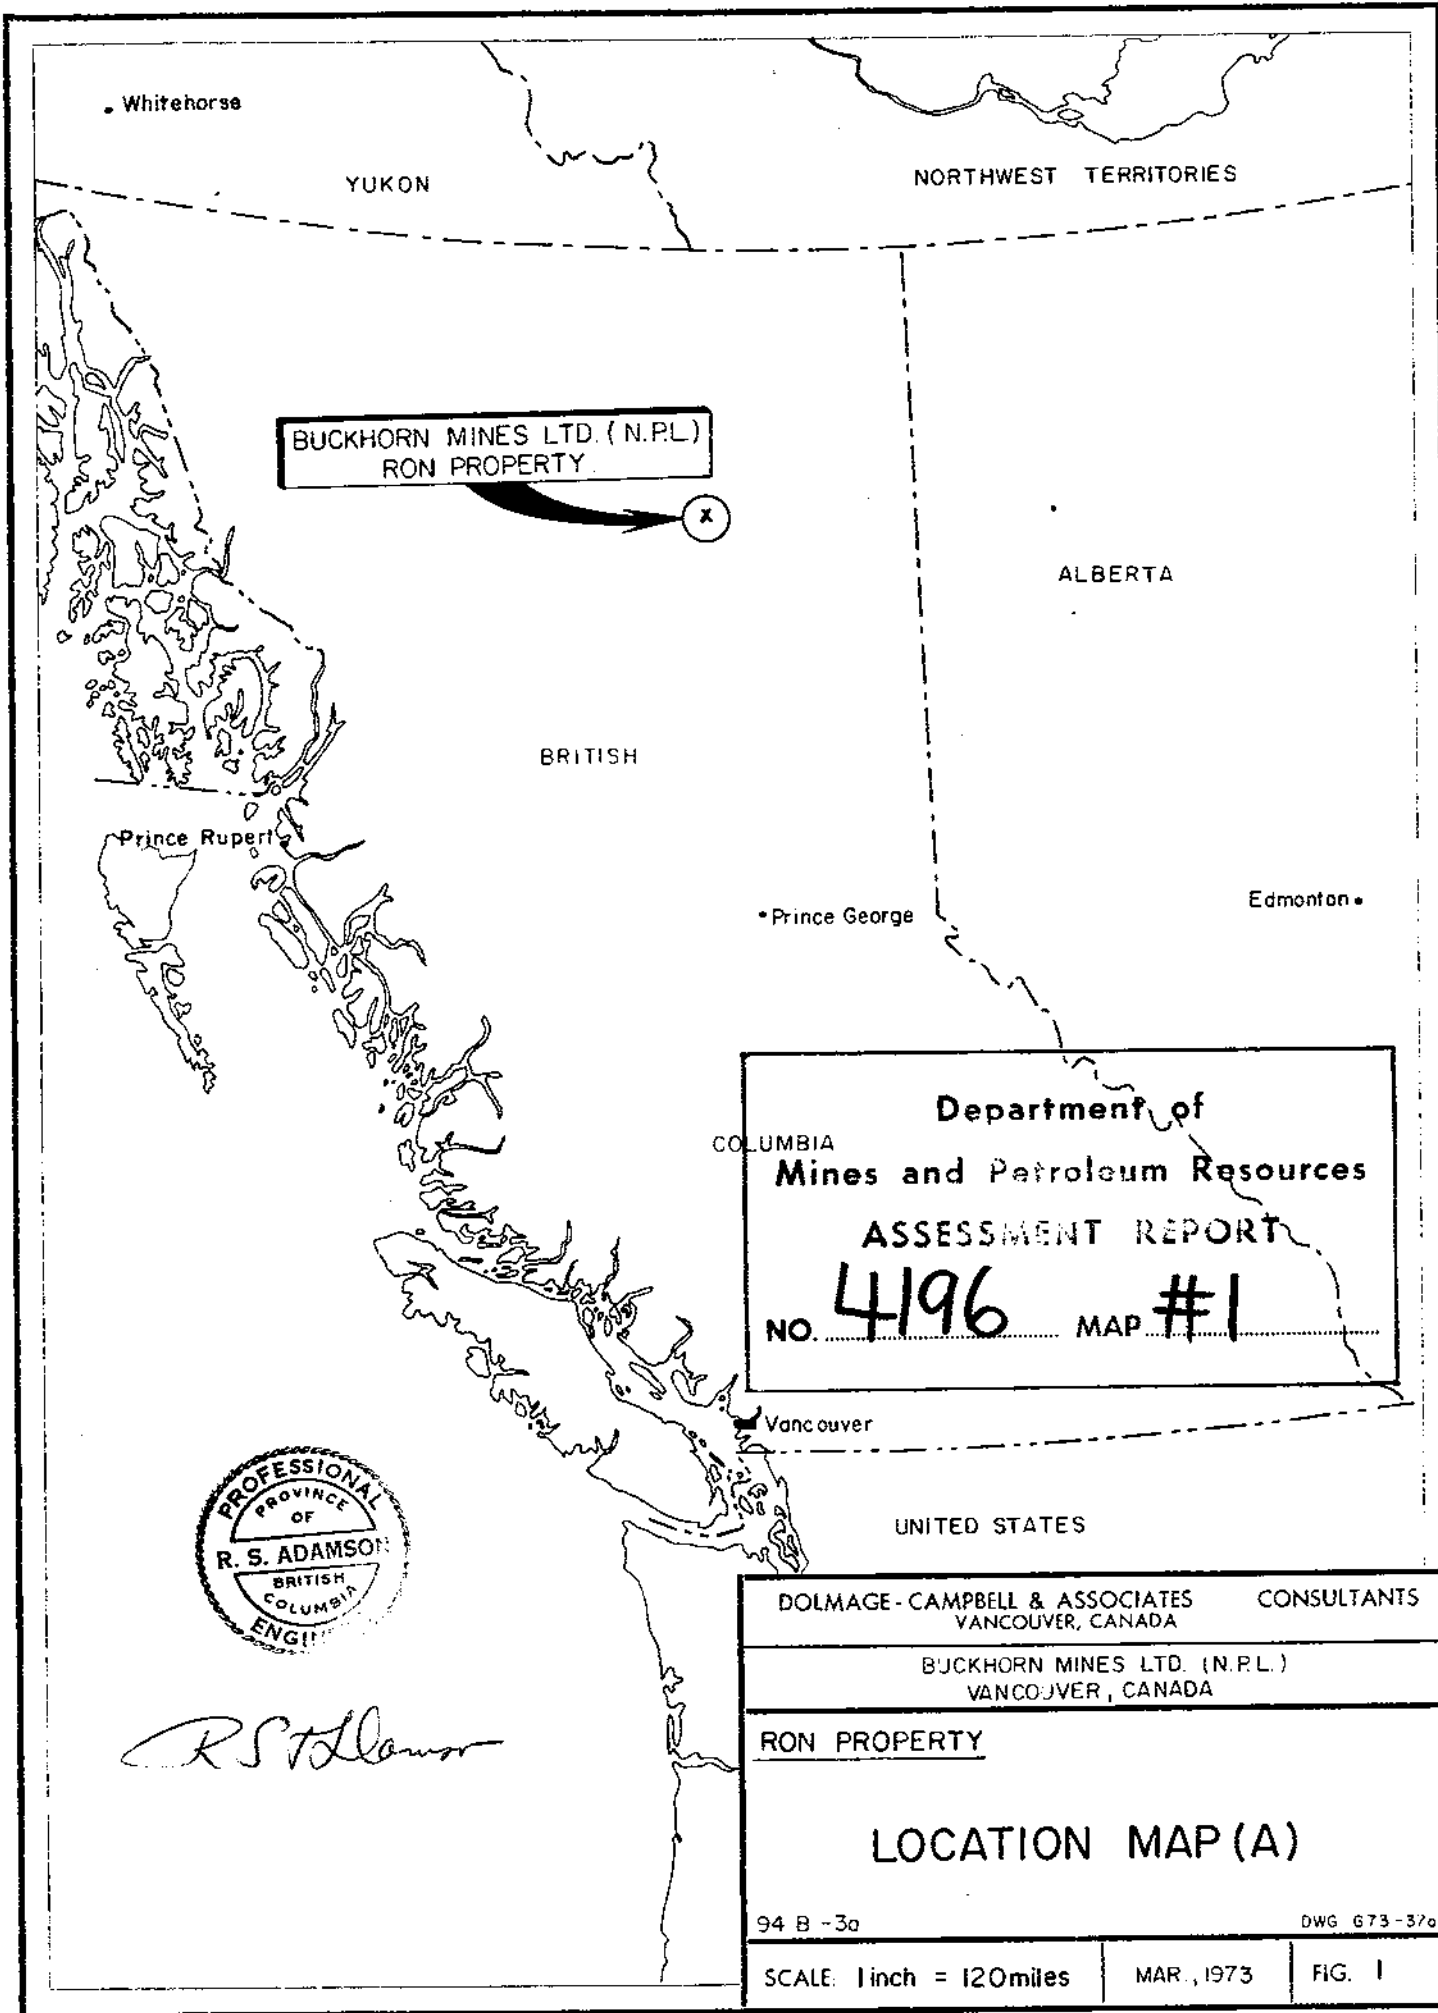 Whitehorse
YUKON
NORTHWEST TERRITORIES
BUCKHORN MINES LTD. (N.P.L.)
RON PROPERTY
X
ALBERTA
BRITISH
Prince Rupert
Prince George
Edmonton
COLUMBIA
Department of
Mines and Petroleum Resources
ASSESSMENT REPORT
NO. 4196 MAP #1
Vancouver
UNITED STATES
PROFESSIONAL
PROVINCE
OF
R. S. ADAMSON
BRITISH
COLUMBIA
DOLMAGE-CAMPBELL & ASSOCIATES CONSULTANTS
VANCOUVER, CANADA
BUCKHORN MINES LTD. (N.P.L.)
VANCOUVER, CANADA
RON PROPERTY
LOCATION MAP (A)
94 B -3a
DWG G73-37a
SCALE: 1 inch = 120 miles
MAR., 1973
FIG. 1